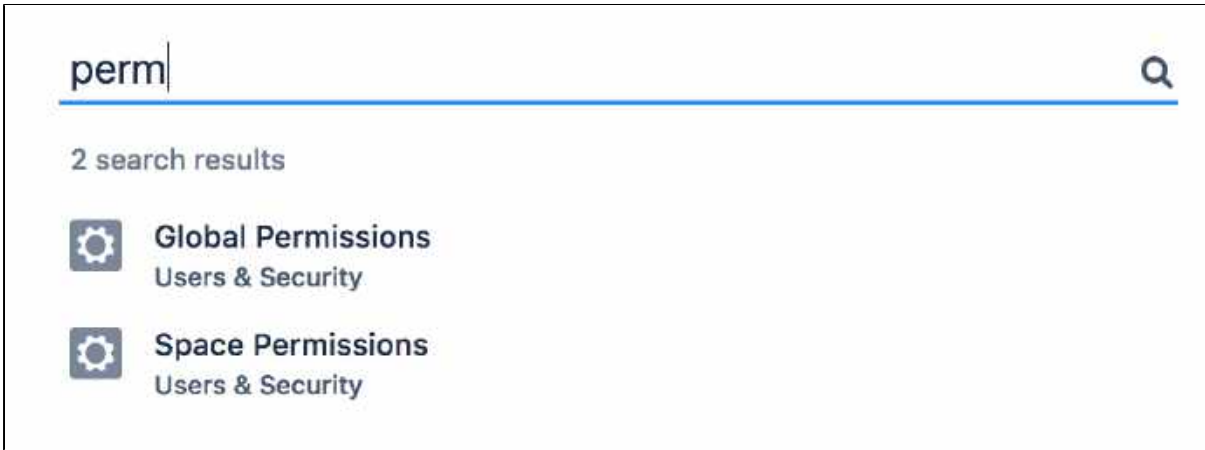 perm
2 search results
Global Permissions
Users & Security
Space Permissions
Users & Security